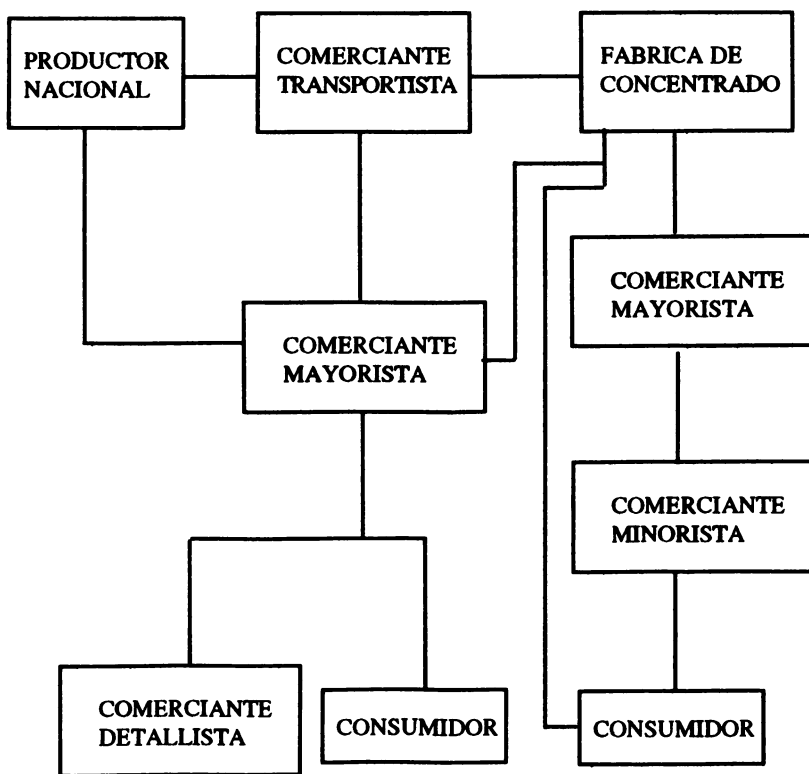 PRODUCTOR
NACIONAL
COMERCIANTE
TRANSPORTISTA
FABRICA DE
CONCENTRADO
COMERCIANTE
MAYORISTA
COMERCIANTE
MAYORISTA
COMERCIANTE
MINORISTA
COMERCIANTE
DETALLISTA
CONSUMIDOR
CONSUMIDOR